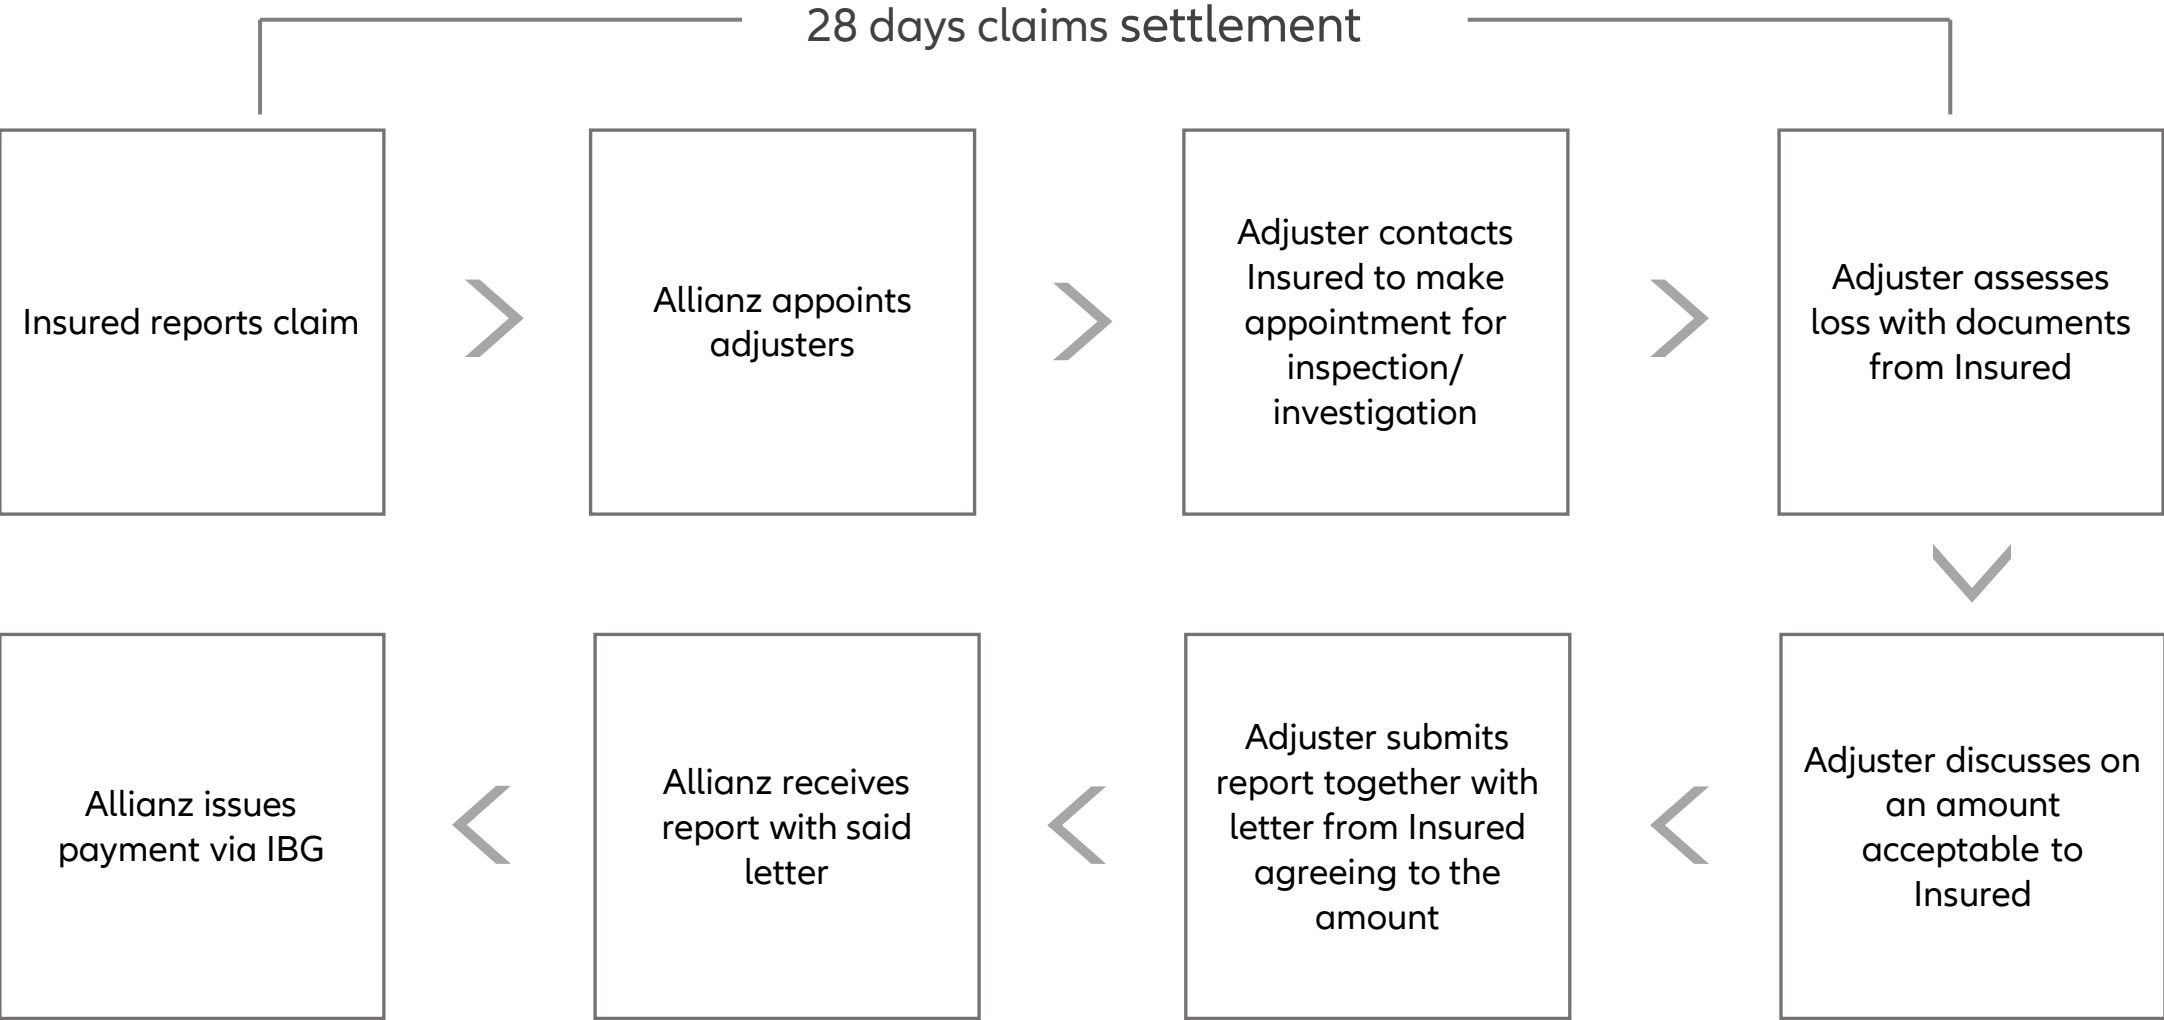 28 days claims settlement
Insured reports claim
Allianz appoints
adjusters
Adjuster contacts
Insured to make
appointment for
inspection/
investigation
Adjuster assesses
loss with documents
from Insured
Adjuster discusses on
an amount
acceptable to
Insured
Adjuster submits
report together with
letter from Insured
agreeing to the
amount
Allianz receives
report with said
letter
Allianz issues
payment via IBG